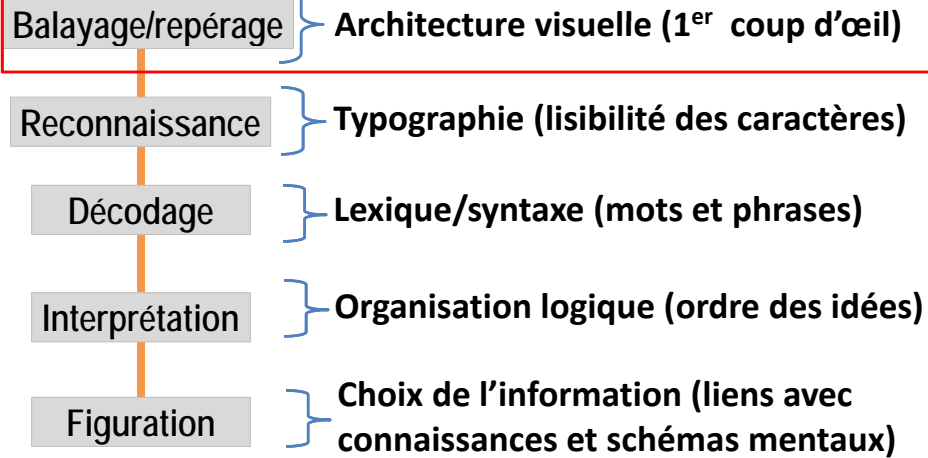 Balayage/repérage
Architecture visuelle (1er coup d’œil)
Reconnaissance
Typographie (lisibilité des caractères)
Décodage
Lexique/syntaxe (mots et phrases)
Interprétation
Organisation logique (ordre des idées)
Figuration
Choix de l’information (liens avec
connaissances et schémas mentaux)